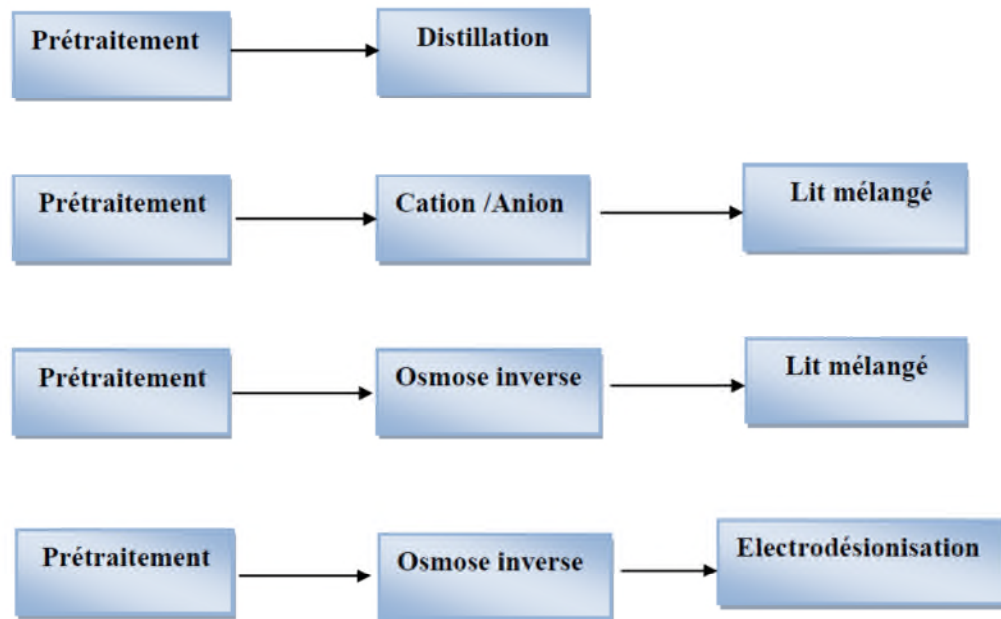 Prétraitement
Distillation
Prétraitement
Cation /Anion
Lit mélangé
Prétraitement
Osmose inverse
Lit mélangé
Prétraitement
Osmose inverse
Electrodésionisation